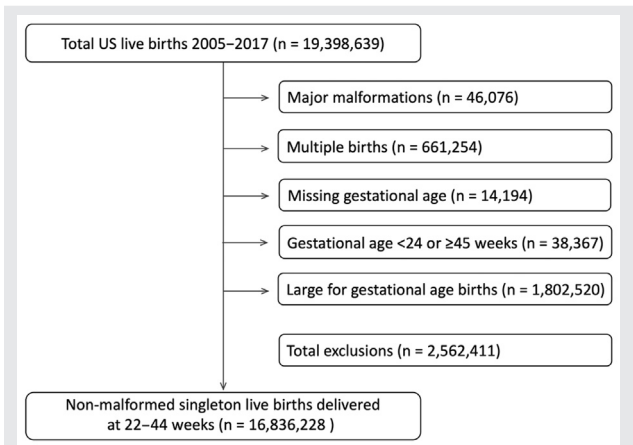 Total US live births 2005–2017 (n = 19,398,639)
Major malformations (n = 46,076)
Multiple births (n = 661,254)
Missing gestational age (n = 14,194)
Gestational age <24 or ≥45 weeks (n = 38,367)
Large for gestational age births (n = 1,802,520)
Total exclusions (n = 2,562,411)
Non-malformed singleton live births delivered
at 22–44 weeks (n = 16,836,228 )